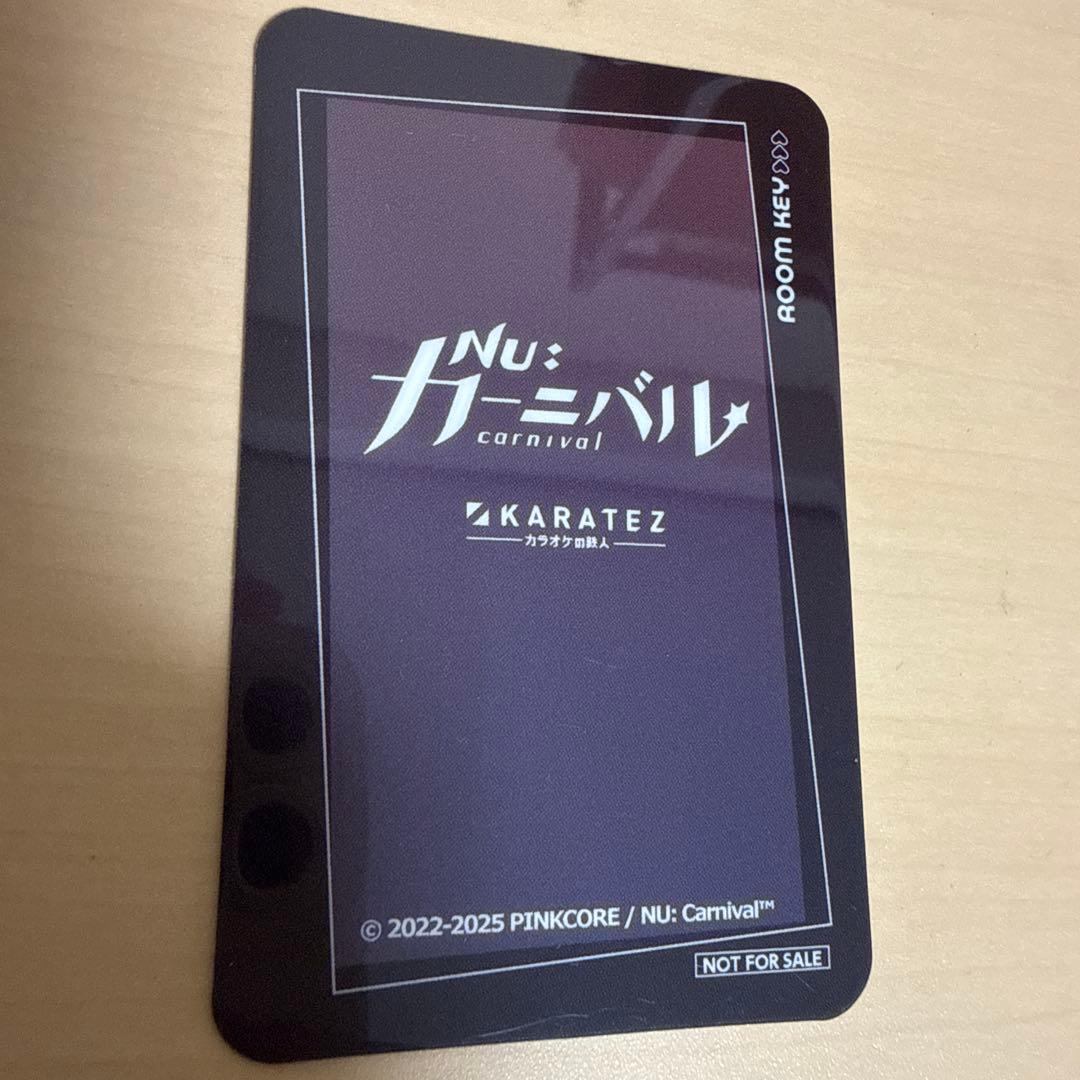 ROOM KEY
NU:
カーニバル
carnival
KARATEZ
カラオケの鉄人
© 2022-2025 PINKCORE / NU: Carnival™
NOT FOR SALE